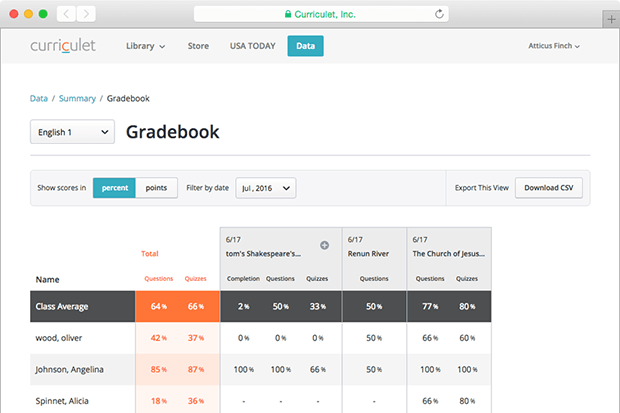 Curriculet, Inc.
curriculet Library Store USA TODAY Data Atticus Finch
Data / Summary / Gradebook
English 1 Gradebook
Show scores in percent points Filter by date Jul, 2016 Export This View Download CSV
6/17 6/17 6/17
Total tom's Shakespeare's... Renun River The Church of Jesus...
Name Questions Quizzes Completion Questions Quizzes Questions Questions Quizzes
Class Average 64 % 66 % 2 % 50 % 33 % 50 % 77 % 80 %
wood, oliver 42 % 37 % 0 % 0 % 0 % 50 % 66 % 60 %
Johnson, Angelina 85 % 87 % 100 % 100 % 66 % 50 % 100 % 100 %
Spinnet, Alicia 18 % 36 % - - - - 66 % 80 %